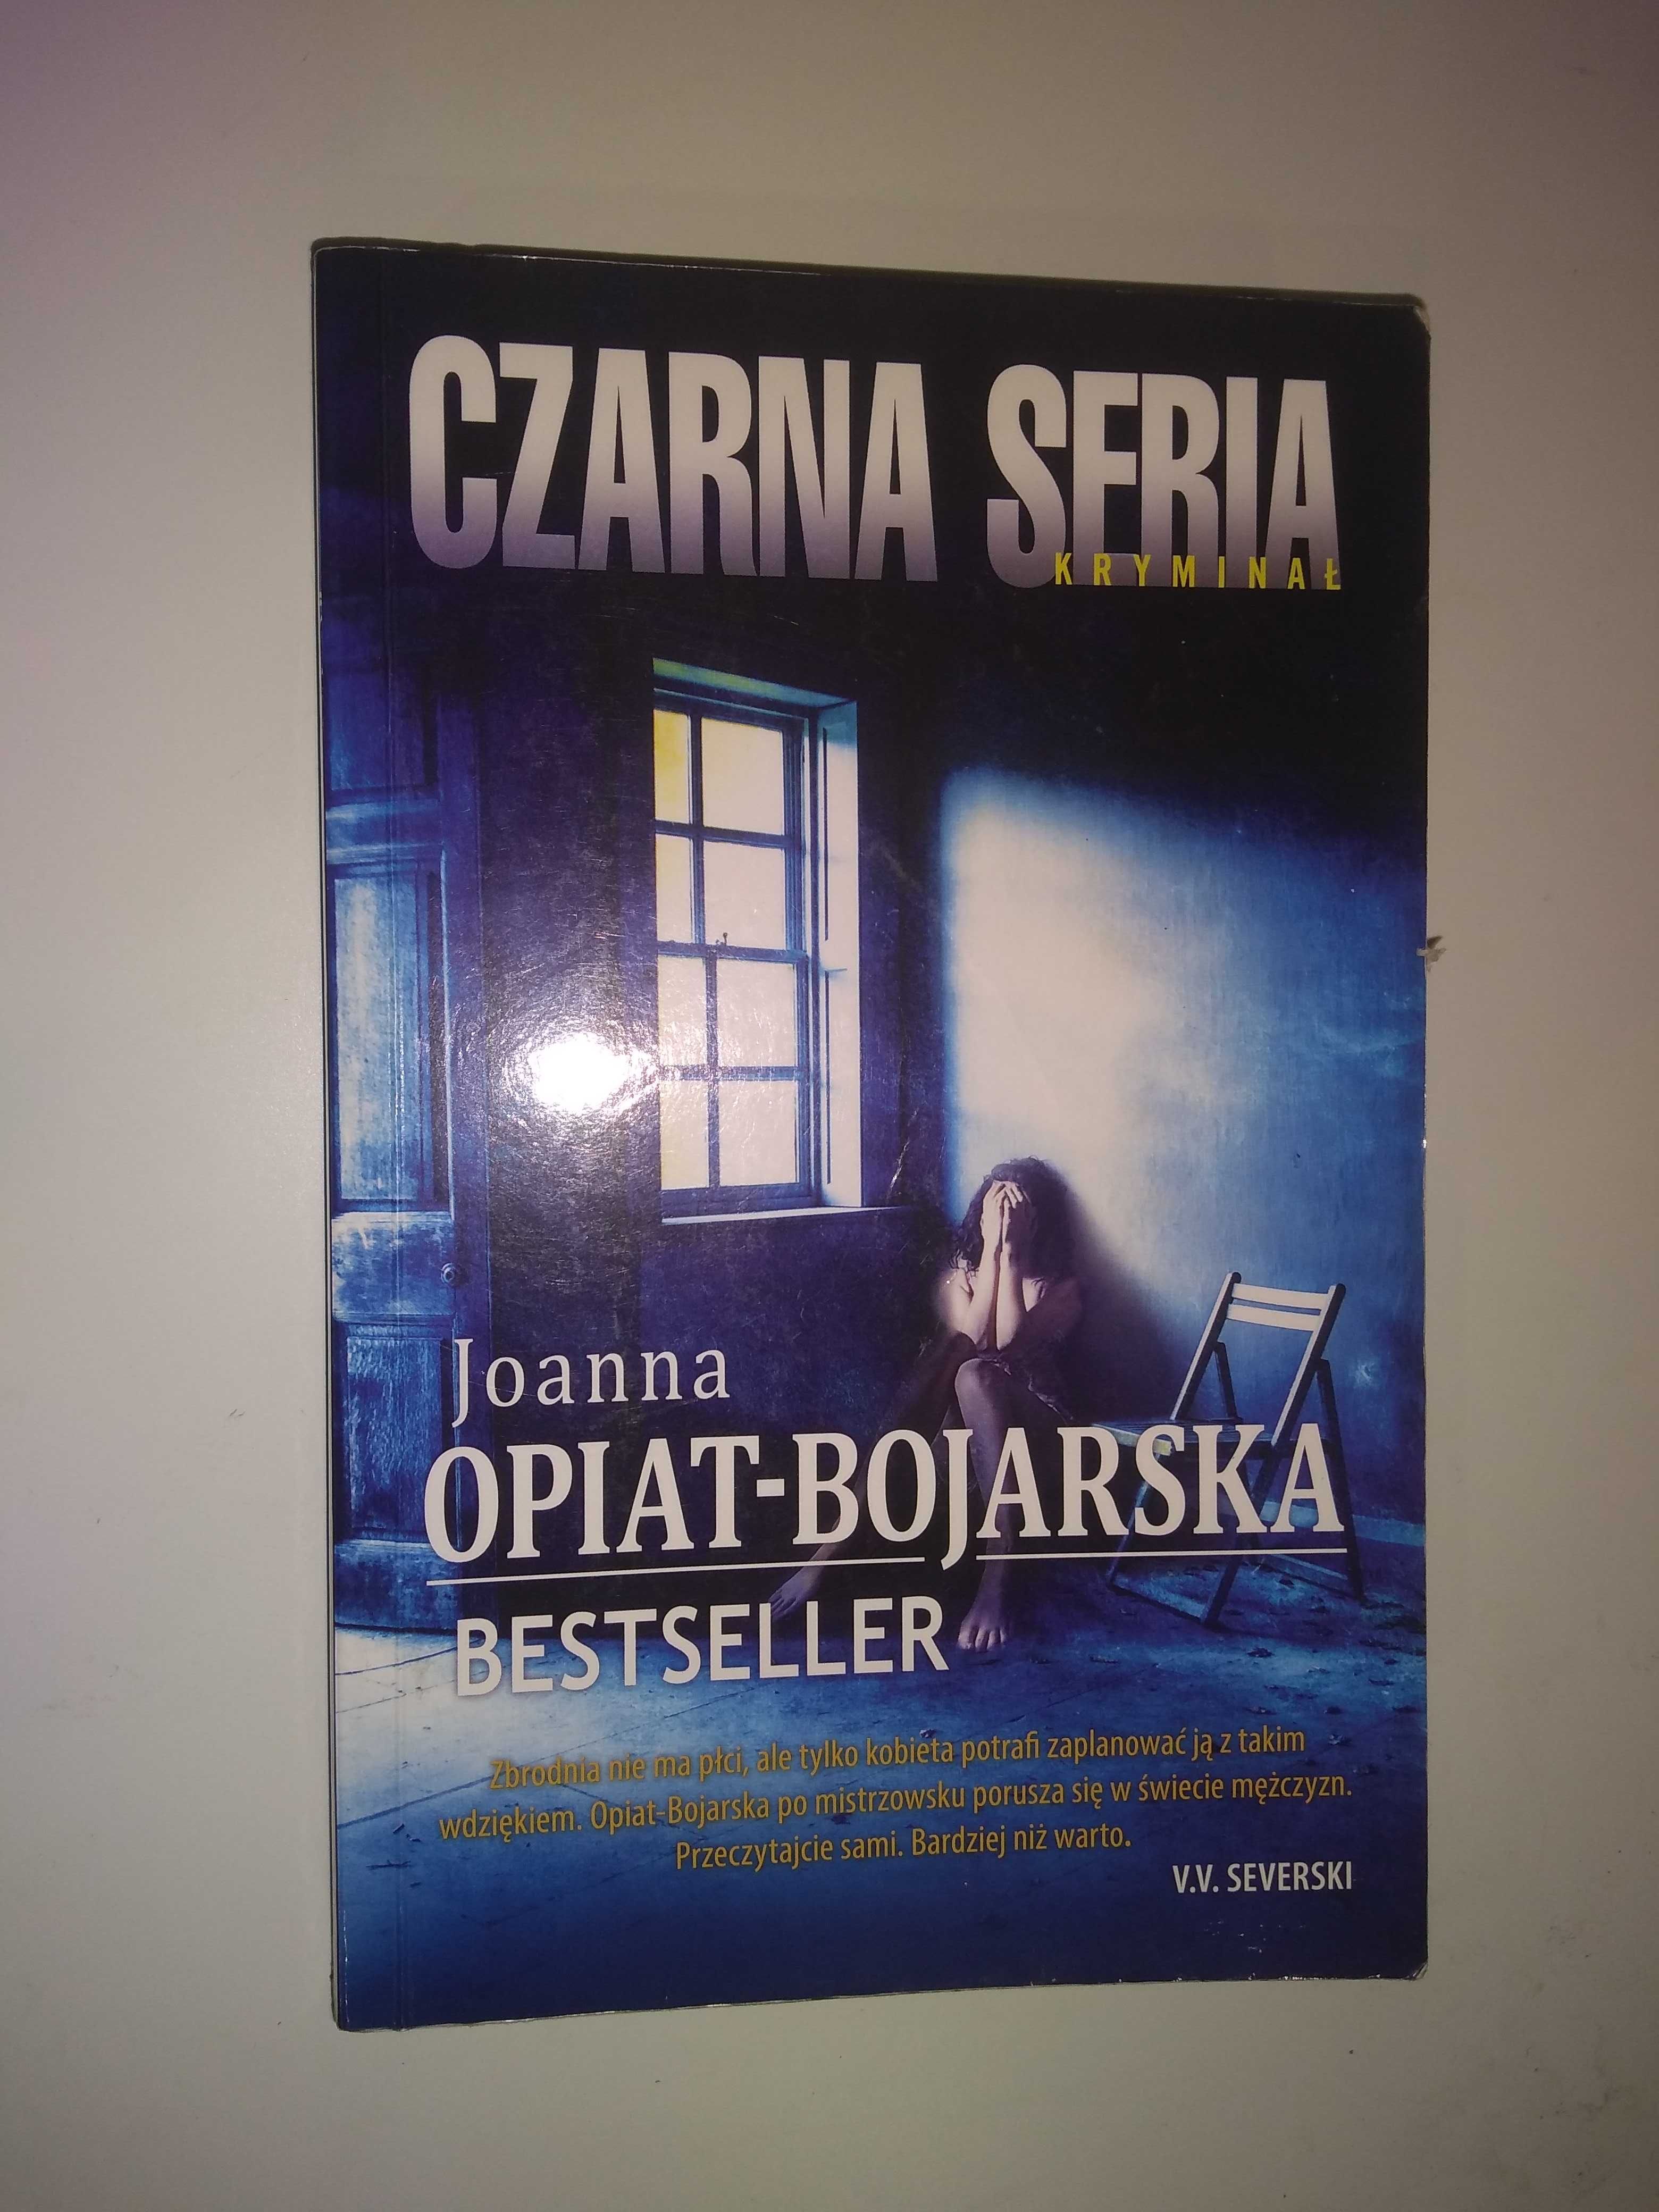 CZARNA SERIA
KRYMINAŁ
Joanna
OPIAT-BOJARSKA
BESTSELLER
Zbrodnia nie ma płci, ale tylko kobieta potrafi zaplanować ją z takim
wdziękiem. Opiat-Bojarska po mistrzowsku porusza się w świecie mężczyzn.
Przeczytajcie sami. Bardziej niż warto.
V.V. SEVERSKI